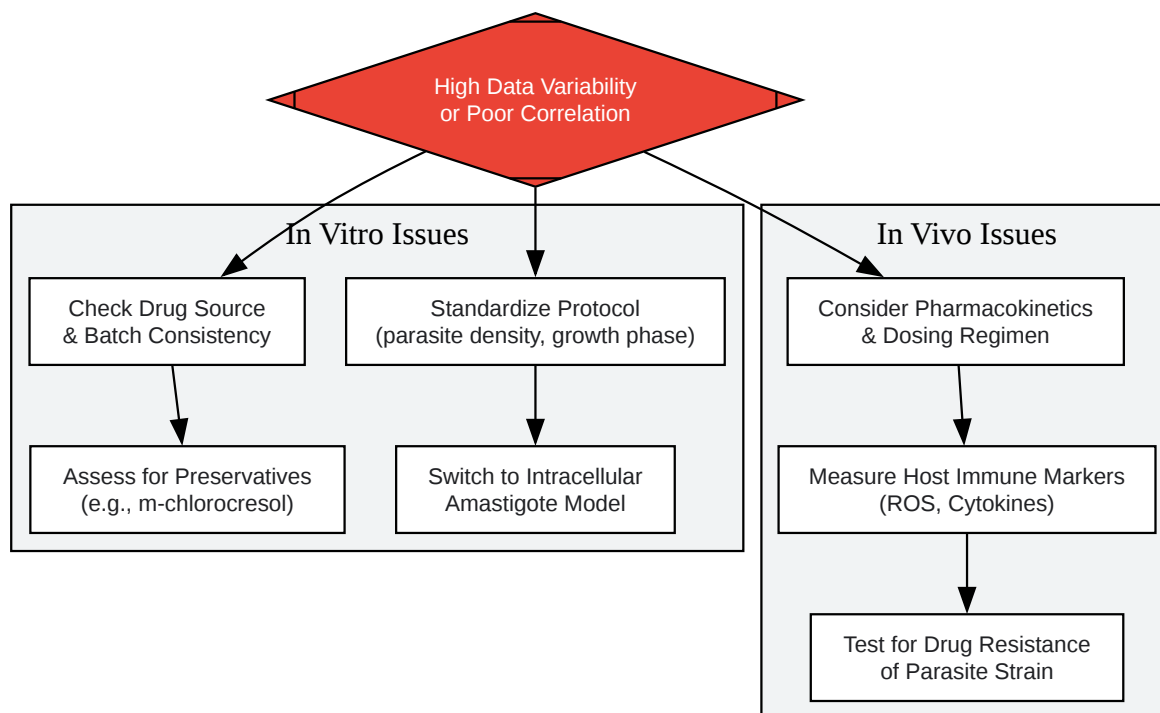 High Data Variability
or Poor Correlation
In Vitro Issues
Check Drug Source
& Batch Consistency
Standardize Protocol
(parasite density, growth phase)
Assess for Preservatives
(e.g., m-chlorocresol)
Switch to Intracellular
Amastigote Model
In Vivo Issues
Consider Pharmacokinetics
& Dosing Regimen
Measure Host Immune Markers
(ROS, Cytokines)
Test for Drug Resistance
of Parasite Strain